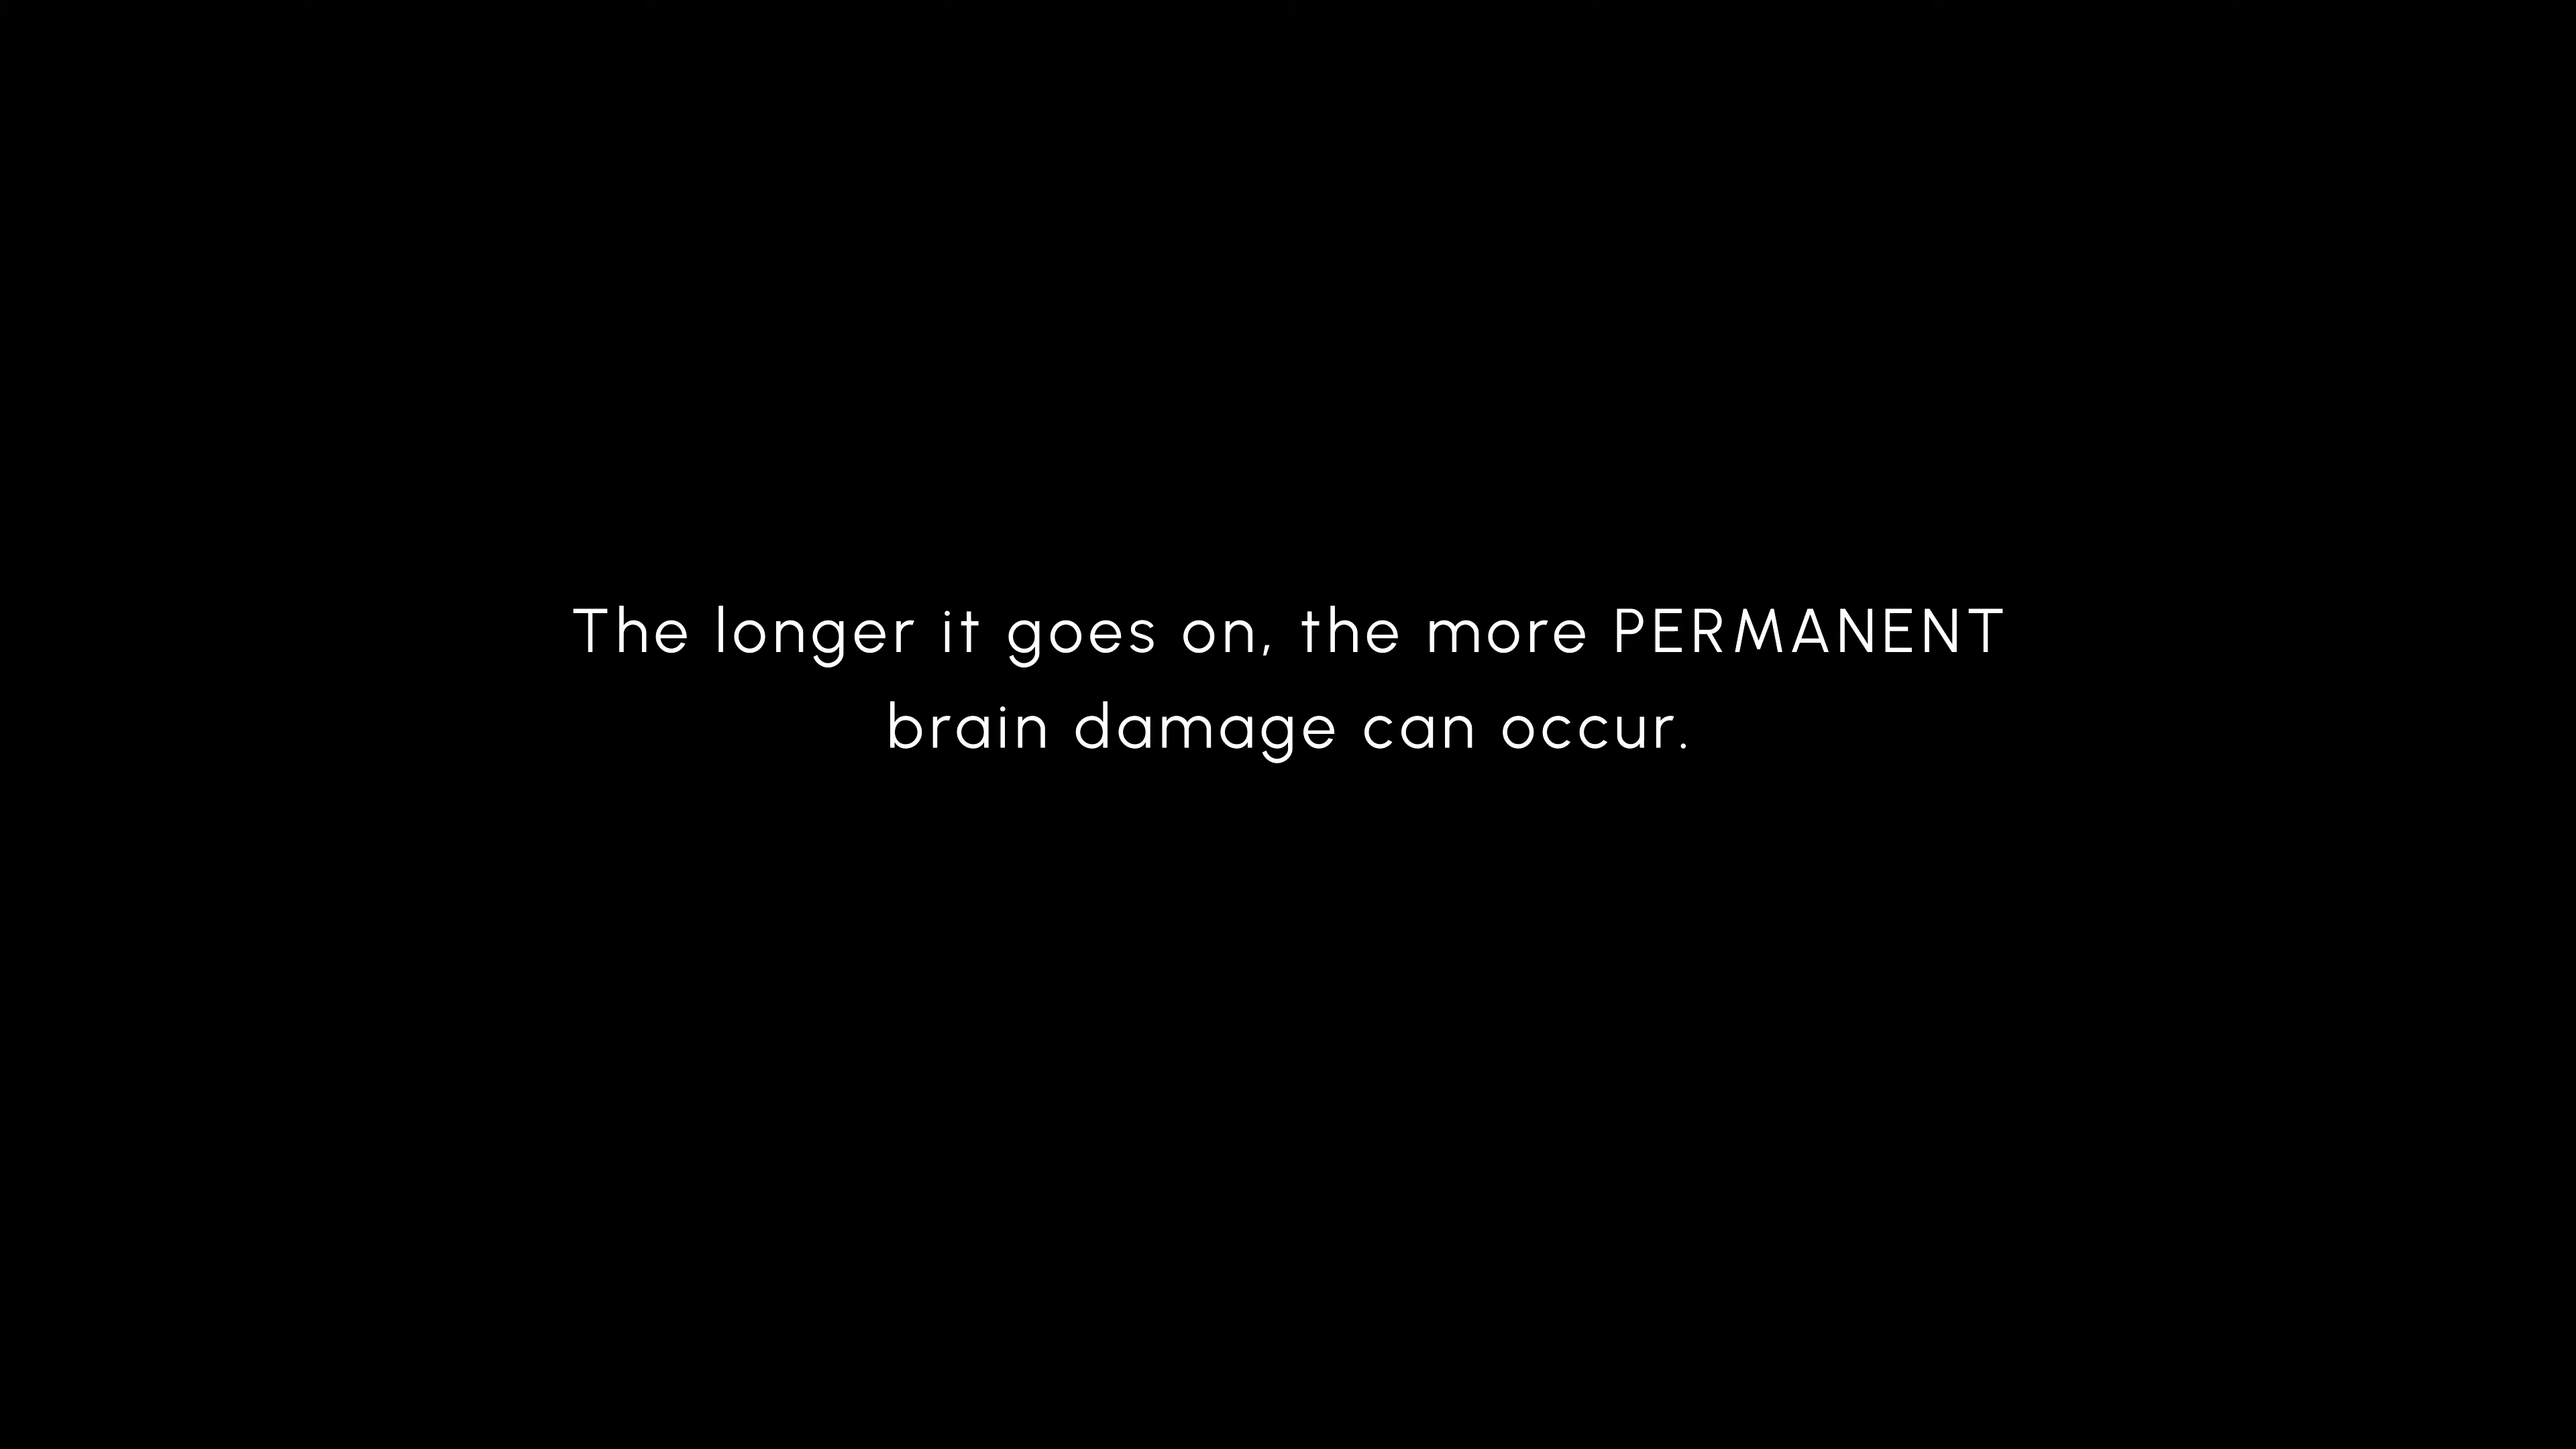 The longer it goes on, the more PERMANENT
brain damage can occur.